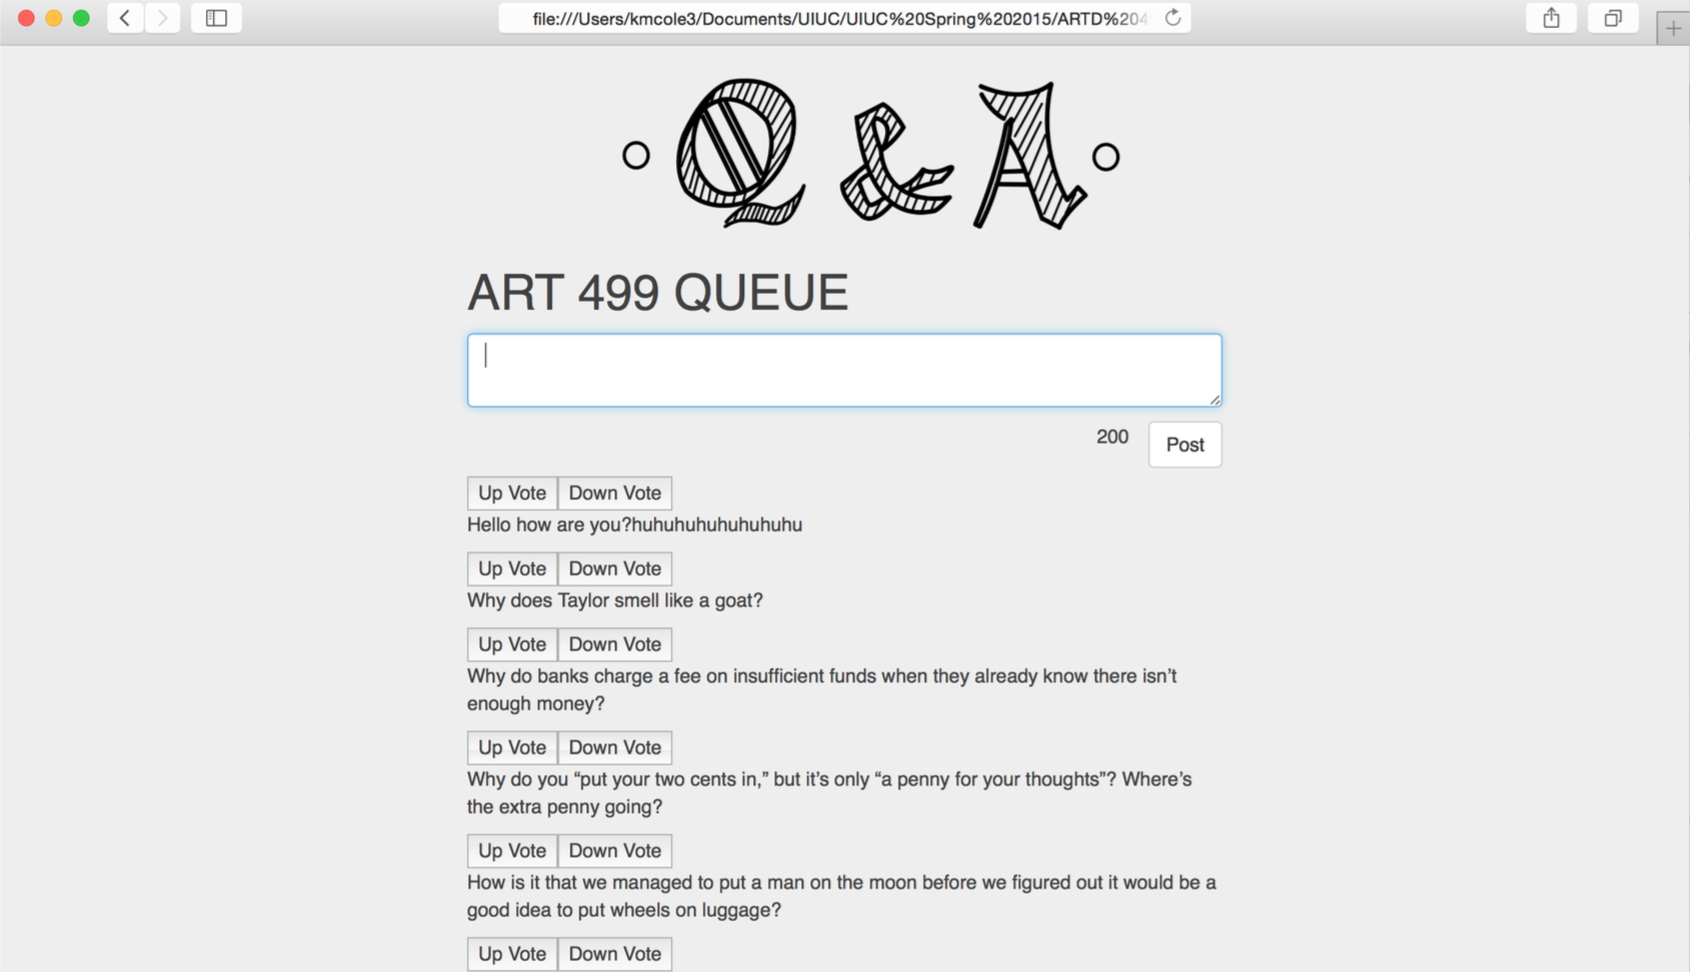 file:///Users/kmcole3/Documents/UIUC/UIUC%20Spring%202015/ARTD%204
Q & A
ART 499 QUEUE
200 Post
Up Vote Down Vote
Hello how are you?huhuhuhuhuhuhuhu
Up Vote Down Vote
Why does Taylor smell like a goat?
Up Vote Down Vote
Why do banks charge a fee on insufficient funds when they already know there isn’t
enough money?
Up Vote Down Vote
Why do you “put your two cents in,” but it’s only “a penny for your thoughts”? Where’s
the extra penny going?
Up Vote Down Vote
How is it that we managed to put a man on the moon before we figured out it would be a
good idea to put wheels on luggage?
Up Vote Down Vote